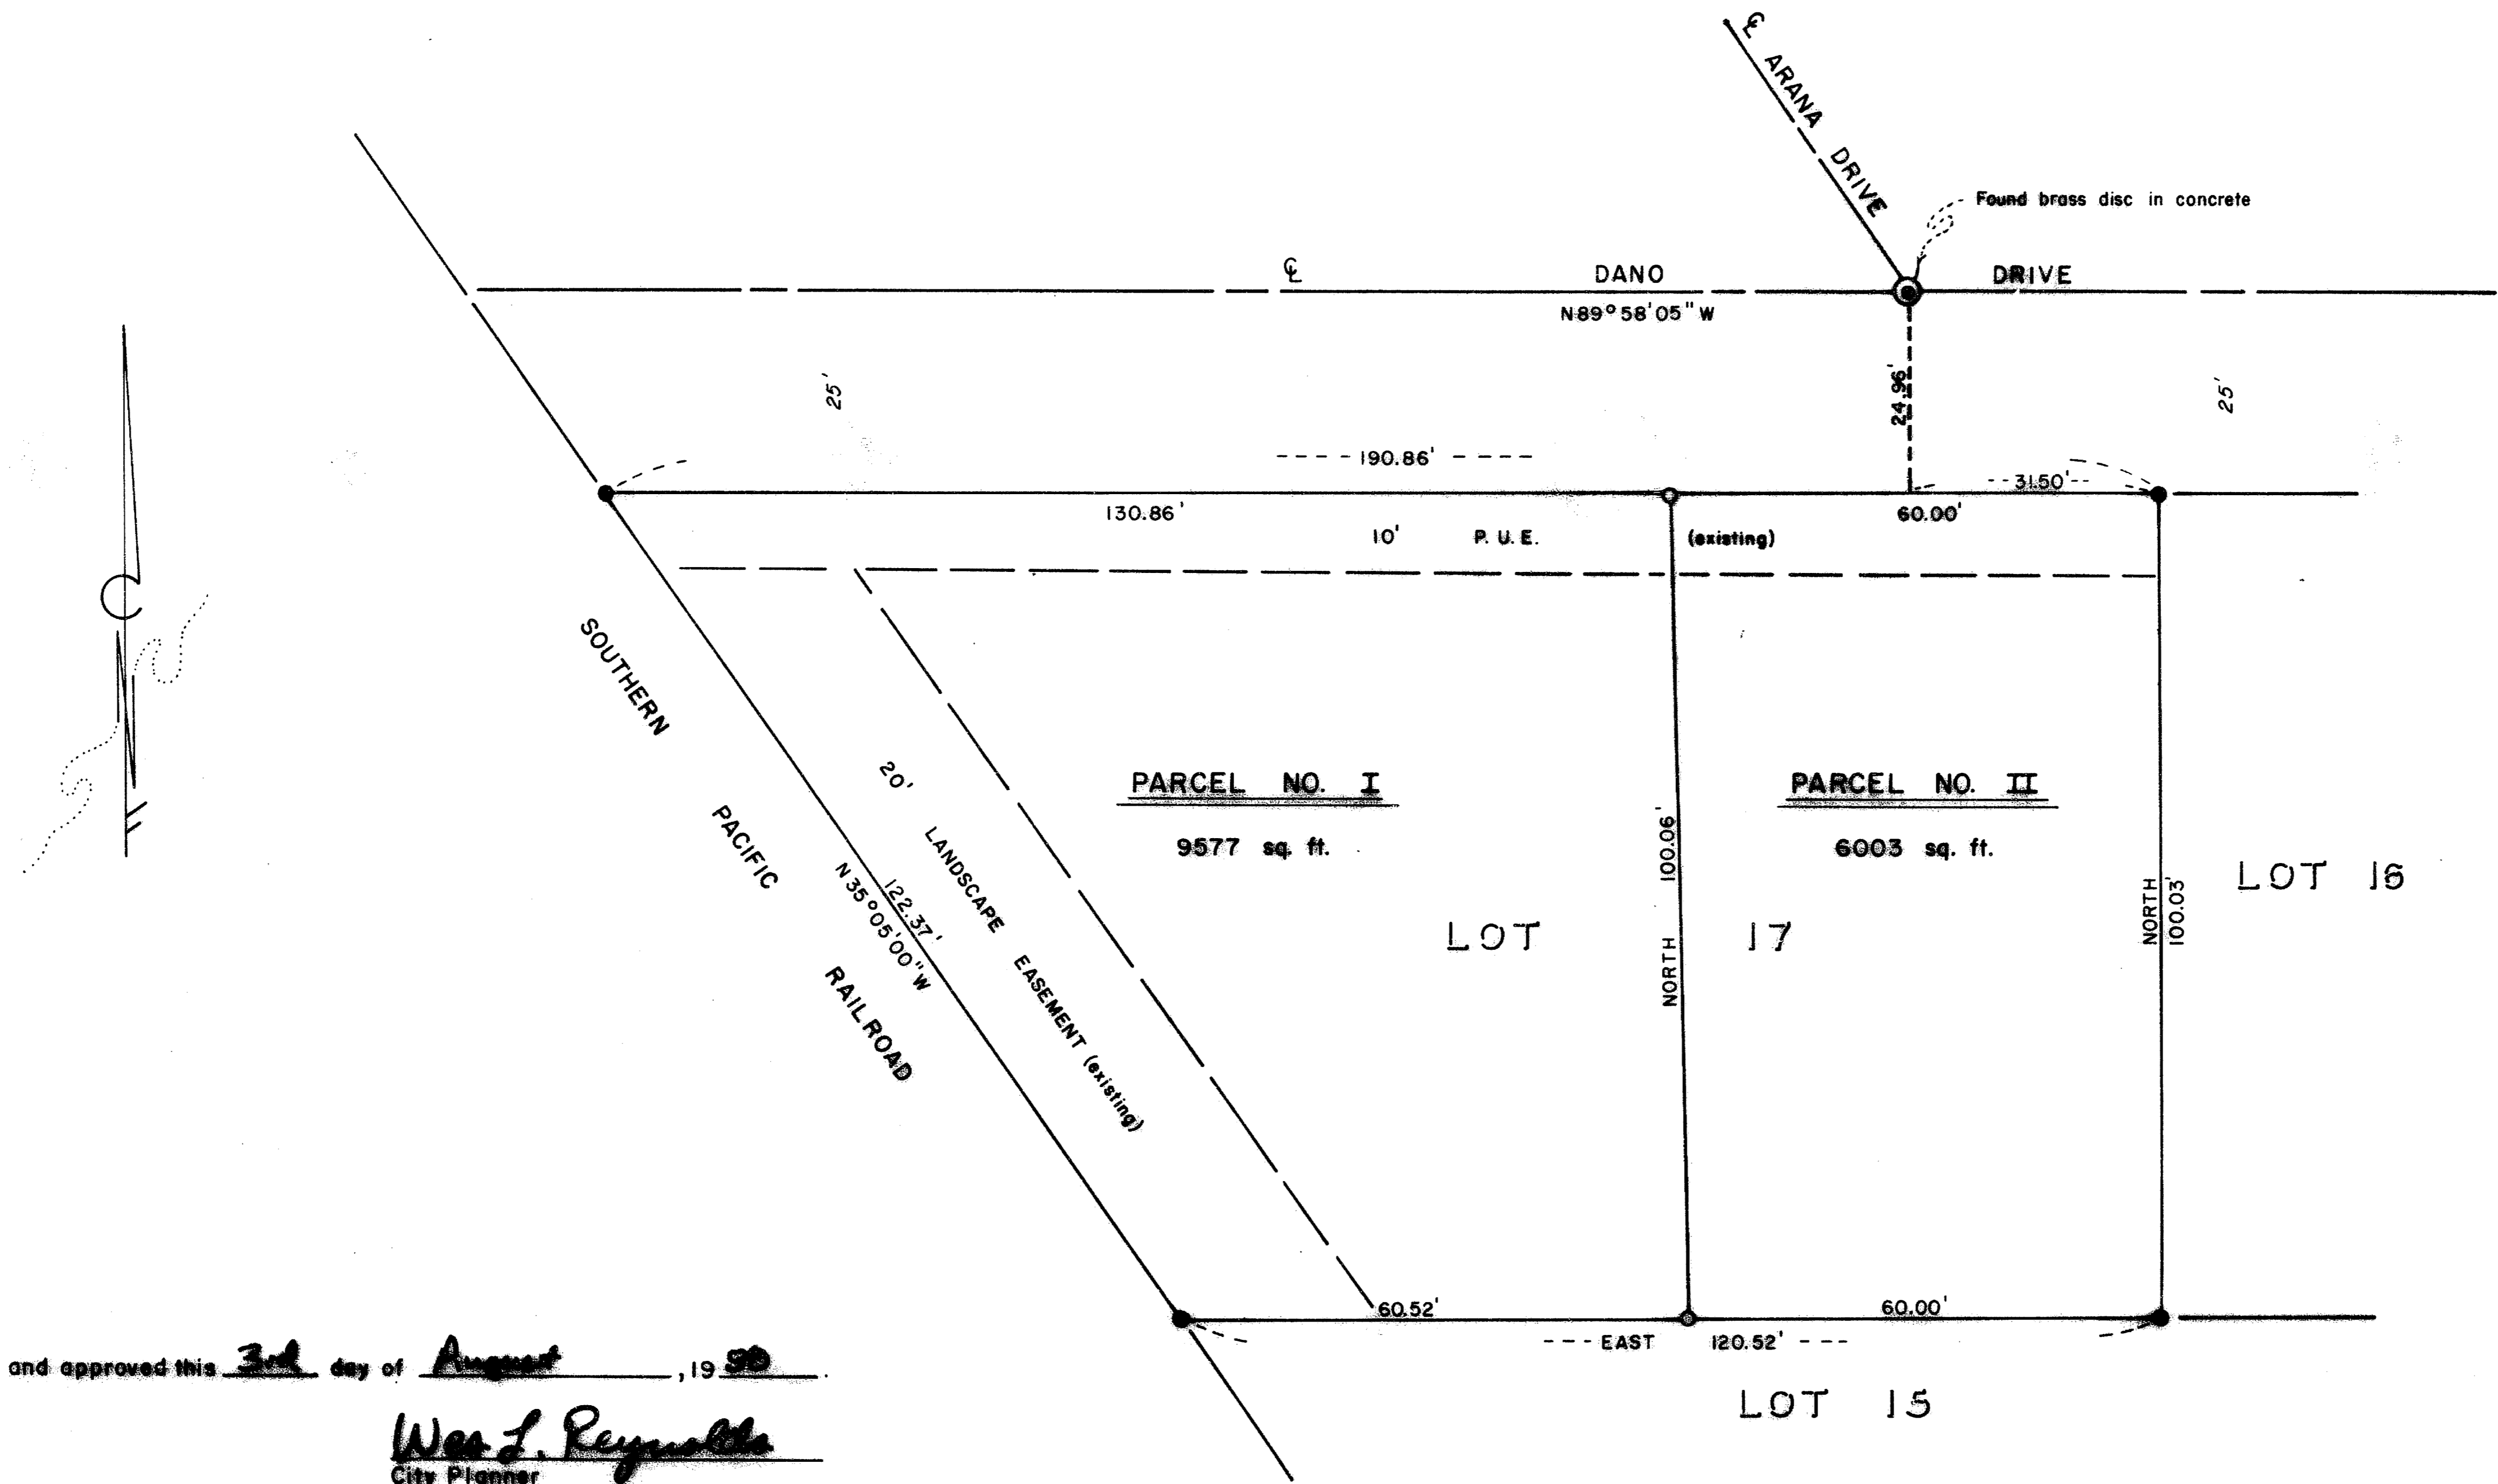 ℄ ARANA DRIVE
Found brass disc in concrete
℄ DANO DRIVE
N89°58'05"W
25'
24.96'
25'
190.86'
31.50'
130.86'
60.00'
10' P.U.E. (existing)
SOUTHERN PACIFIC RAILROAD
N35°05'00"W
122.37'
20' LANDSCAPE EASEMENT (existing)
PARCEL NO. I
9577 sq. ft.
PARCEL NO. II
6003 sq. ft.
NORTH 100.06'
NORTH
100.03'
LOT 17
LOT 16
60.52'
60.00'
EAST 120.52'
LOT 15
and approved this 3rd day of August, 19
Wes L. Reynolds
City Planner